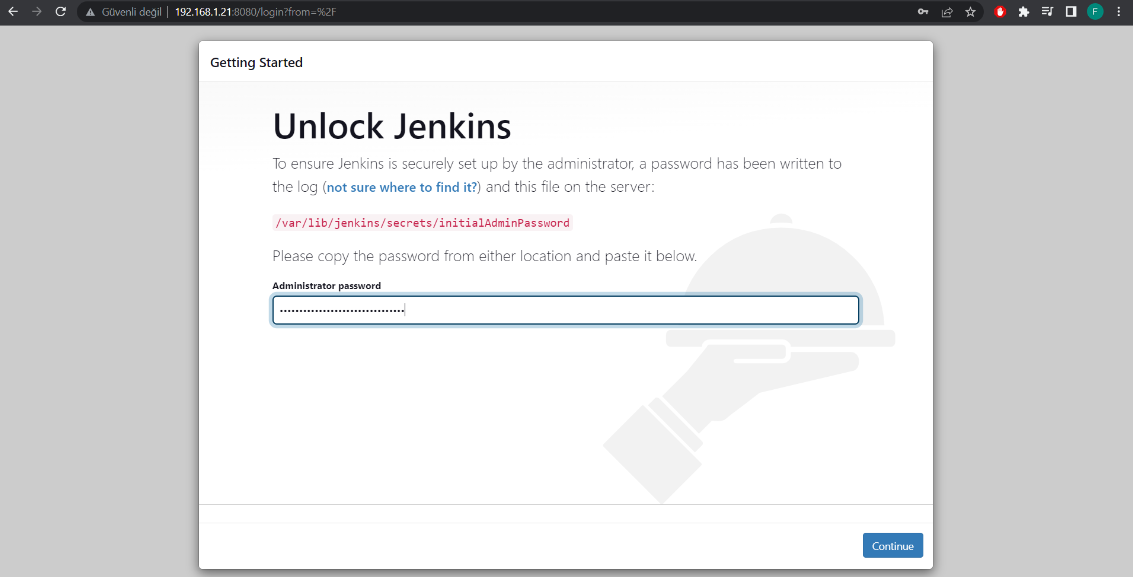 Güvenli değil | 192.168.1.21:8080/login?from=%2F
F
Getting Started
Unlock Jenkins
To ensure Jenkins is securely set up by the administrator, a password has been written to
the log (not sure where to find it?) and this file on the server:
/var/lib/jenkins/secrets/initialAdminPassword
Please copy the password from either location and paste it below.
Administrator password
••••••••••••••••••••••••••••••••
Continue